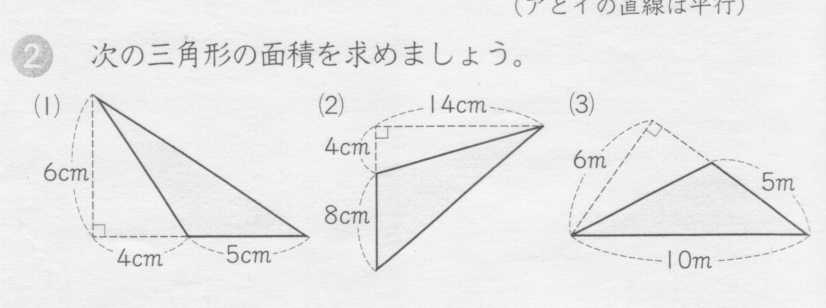 (アとイの直線は平行)
2 次の三角形の面積を求めましょう。
(1) (2) (3)
14cm
4cm
6m
6cm
5m
8cm
4cm 5cm
10m